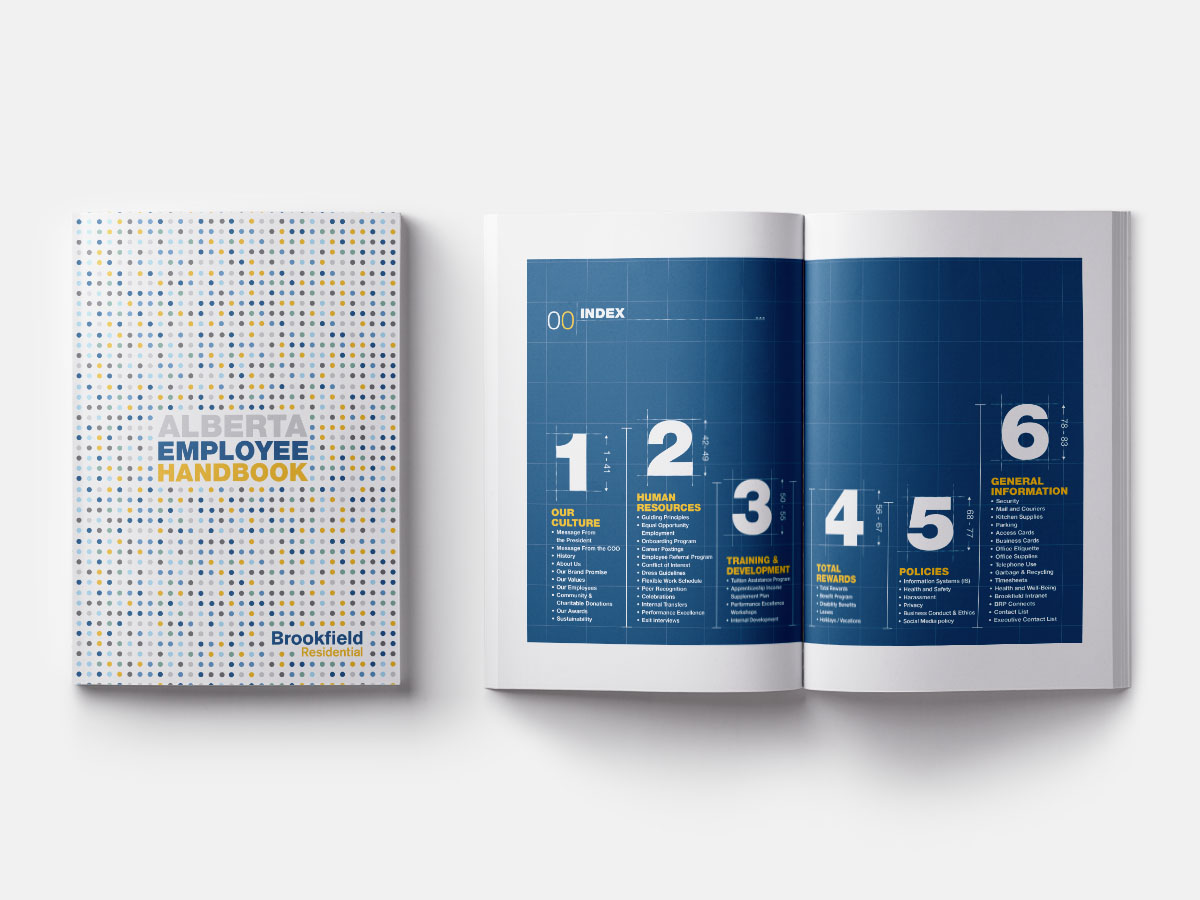 ALBERTA
EMPLOYEE
HANDBOOK
Brookfield
Residential
00 INDEX
1
1 - 41
OUR
CULTURE
• Message From
the President
• Message From the COO
• History
• About Us
• Our Brand Promise
• Our Values
• Our Employees
• Community &
Charitable Donations
• Our Awards
• Sustainability
2
42 - 49
HUMAN
RESOURCES
• Guiding Principles
• Equal Opportunity
Employment
• Onboarding Program
• Career Postings
• Employee Referral Program
• Conflict of Interest
• Dress Guidelines
• Flexible Work Schedule
• Peer Recognition
• Celebrations
• Internal Transfers
• Performance Excellence
• Exit Interviews
3
50 - 55
TRAINING &
DEVELOPMENT
• Tuition Assistance Program
• Apprenticeship Income
Supplement Plan
• Performance Excellence
Workshops
• Internal Development
4
56 - 67
TOTAL
REWARDS
• Total Rewards
• Benefit Program
• Disability Benefits
• Leaves
• Holidays / Vacations
5
68 - 77
POLICIES
• Information Systems (IS)
• Health and Safety
• Harassment
• Privacy
• Business Conduct & Ethics
• Social Media policy
6
78 - 83
GENERAL
INFORMATION
• Security
• Mail and Couriers
• Kitchen Supplies
• Parking
• Access Cards
• Business Cards
• Office Etiquette
• Office Supplies
• Telephone Use
• Garbage & Recycling
• Timesheets
• Health and Well-Being
• Brookfield Intranet
• BRP Connects
• Contact List
• Executive Contact List